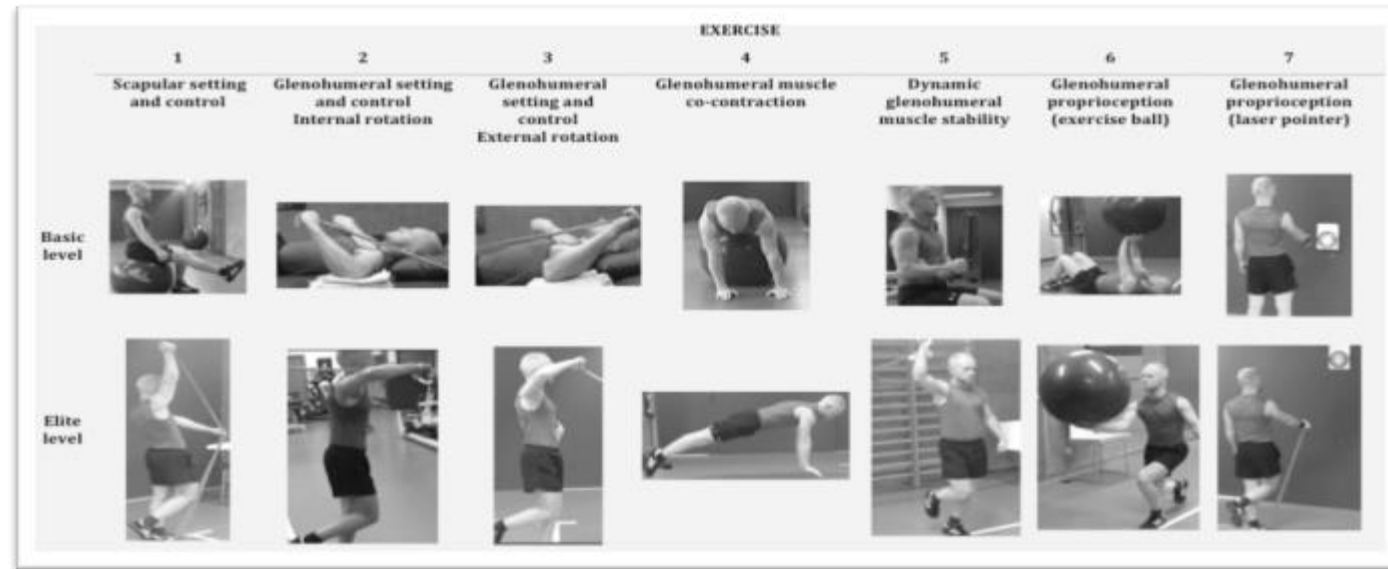 EXERCISE
1
2
3
4
5
6
7
Scapular setting
and control
Glenohumeral setting
and control
Internal rotation
Glenohumeral
setting and
control
External rotation
Glenohumeral muscle
co-contraction
Dynamic
glenohumeral
muscle stability
Glenohumeral
proprioception
(exercise ball)
Glenohumeral
proprioception
(laser pointer)
Basic
level
Elite
level